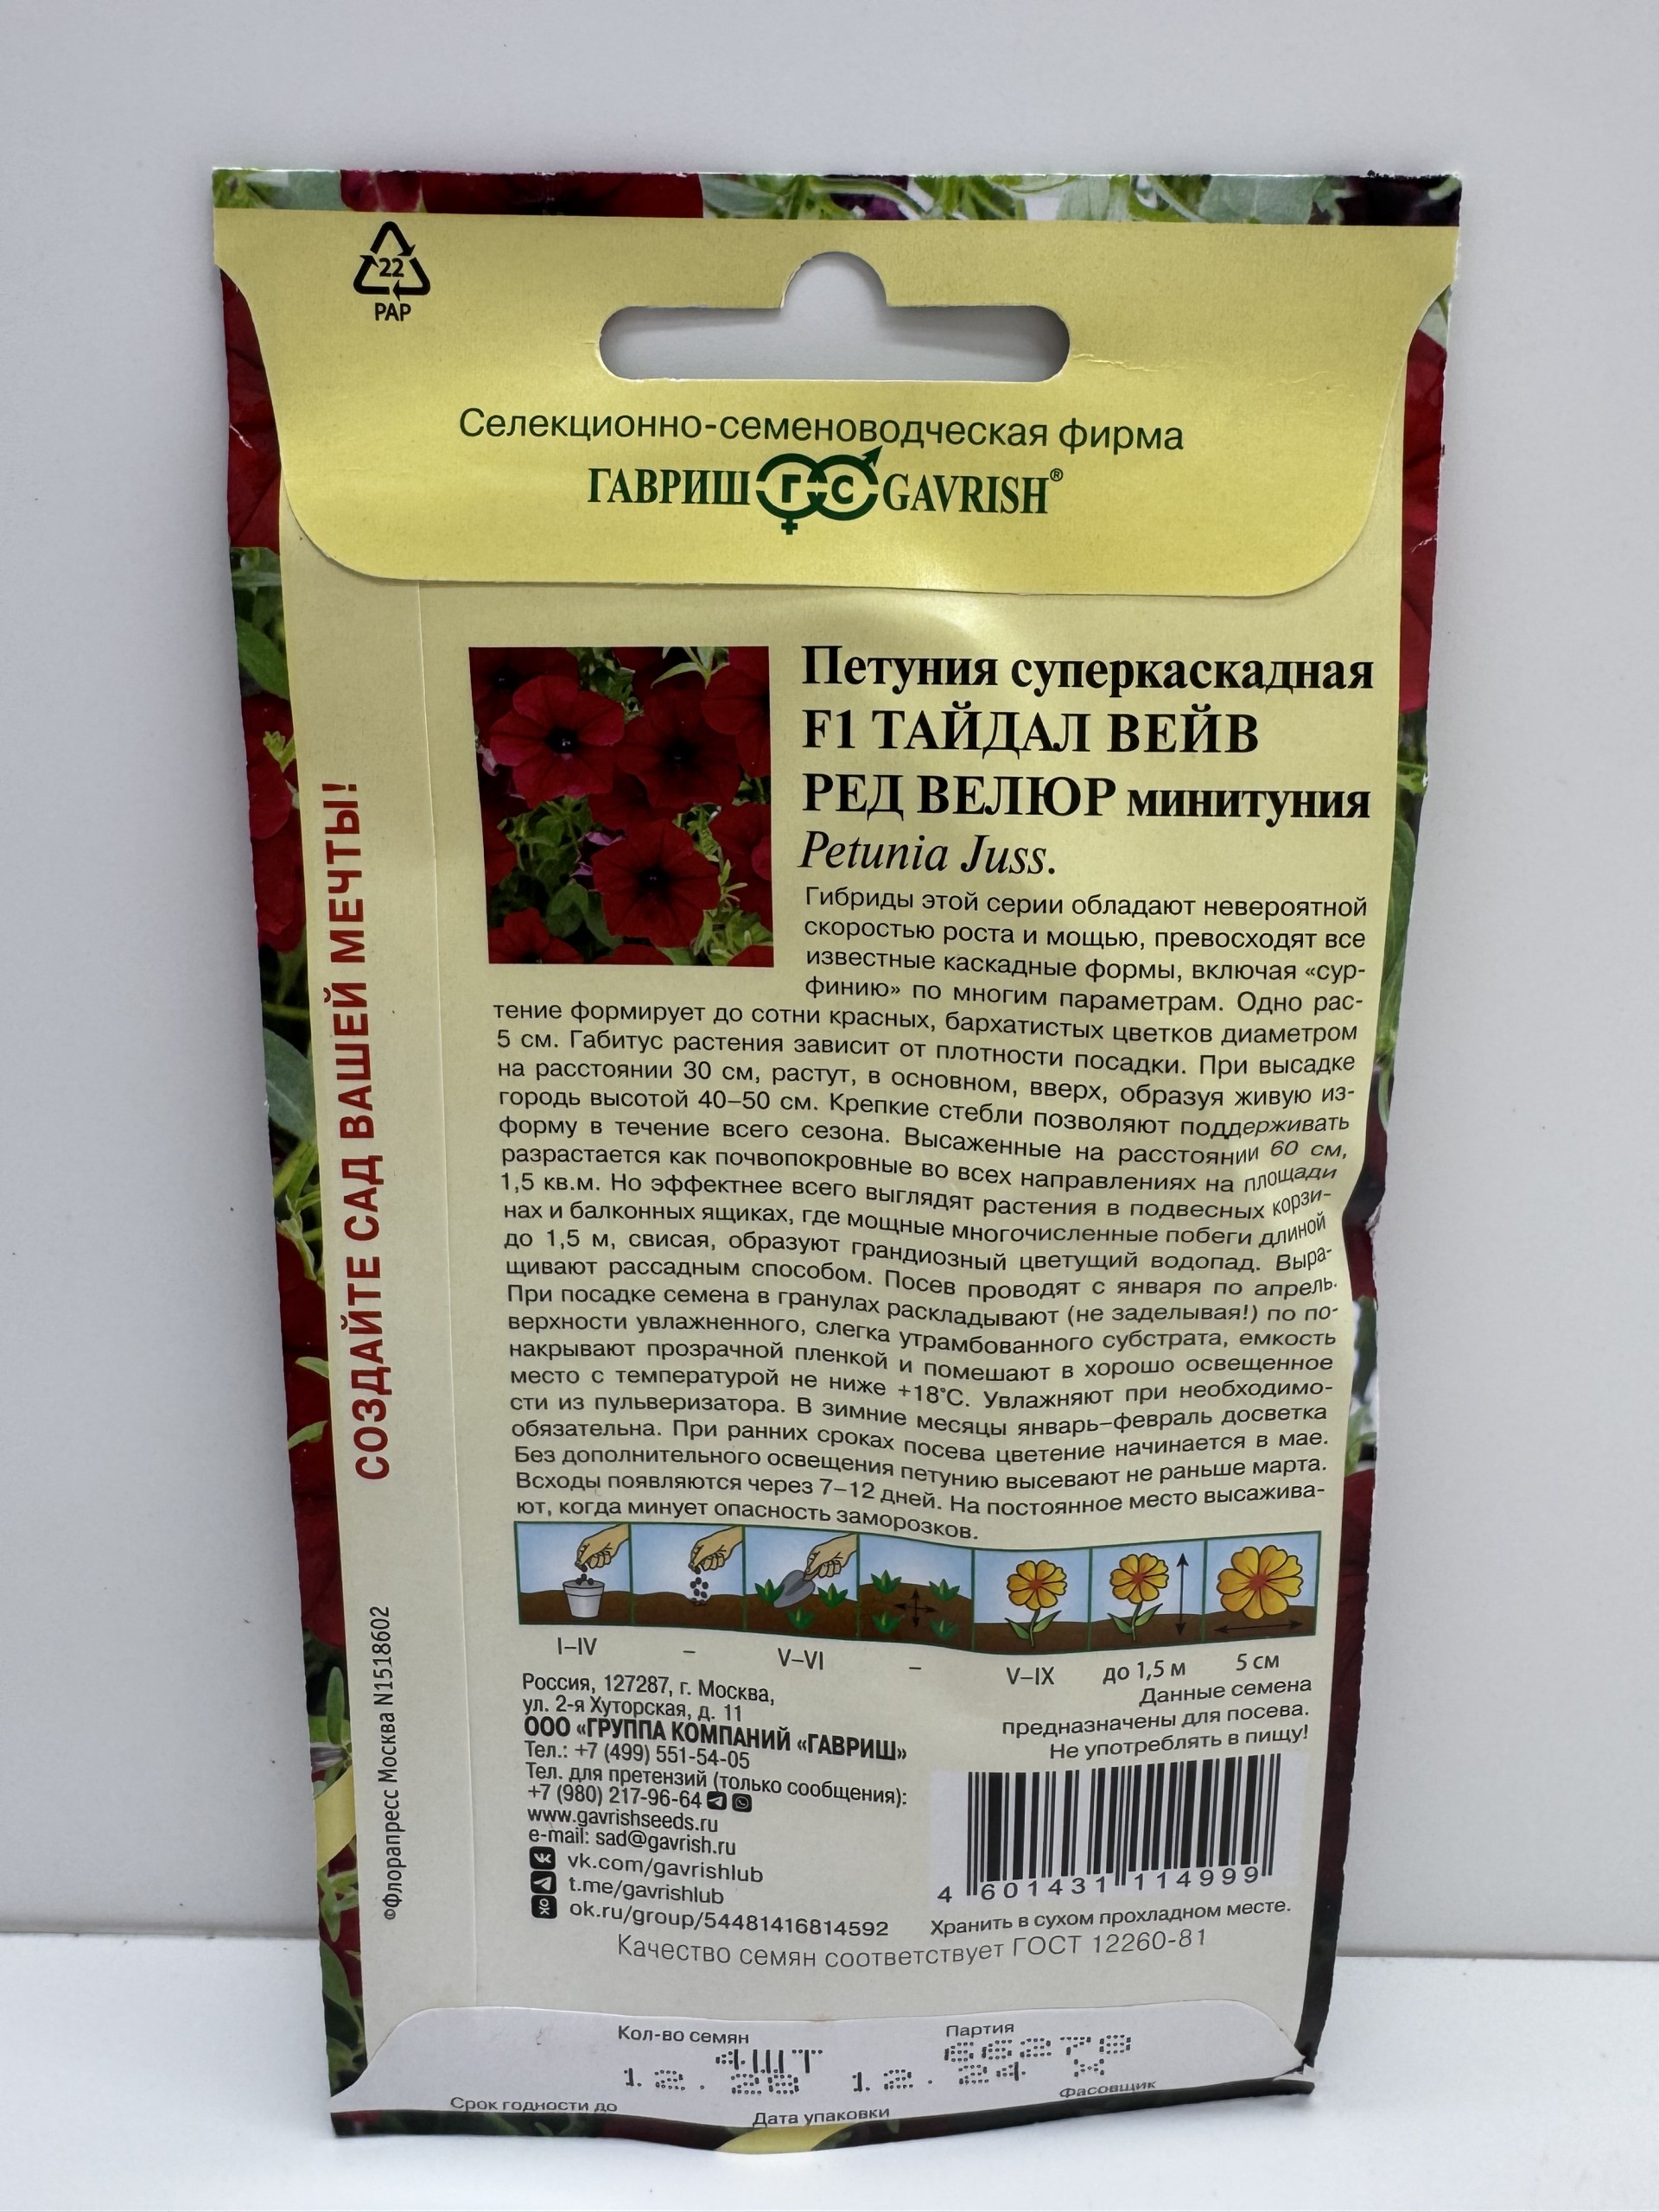 22
PAP
Селекционно-семеноводческая фирма
ГАВРИШ ГС GAVRISH®
СОЗДАЙТЕ САД ВАШЕЙ МЕЧТЫ!
©Флорапресс Москва N1518602
Петуния суперкаскадная
F1 ТАЙДАЛ ВЕЙВ
РЕД ВЕЛЮР минитуния
Petunia Juss.
Гибриды этой серии обладают невероятной
скоростью роста и мощью, превосходят все
известные каскадные формы, включая «сур-
финию» по многим параметрам. Одно рас-
тение формирует до сотни красных, бархатистых цветков диаметром
5 см. Габитус растения зависит от плотности посадки. При высадке
на расстоянии 30 см, растут, в основном, вверх, образуя живую из-
городь высотой 40–50 см. Крепкие стебли позволяют поддерживать
форму в течение всего сезона. Высаженные на расстоянии 60 см,
разрастается как почвопокровные во всех направлениях на площади
1,5 кв.м. Но эффектнее всего выглядят растения в подвесных корзи-
нах и балконных ящиках, где мощные многочисленные побеги длиной
до 1,5 м, свисая, образуют грандиозный цветущий водопад. Выра-
щивают рассадным способом. Посев проводят с января по апрель.
При посадке семена в гранулах раскладывают (не заделывая!) по по-
верхности увлажненного, слегка утрамбованного субстрата, емкость
накрывают прозрачной пленкой и помешают в хорошо освещенное
место с температурой не ниже +18°С. Увлажняют при необходимо-
сти из пульверизатора. В зимние месяцы январь–февраль досветка
обязательна. При ранних сроках посева цветение начинается в мае.
Без дополнительного освещения петунию высевают не раньше марта.
Всходы появляются через 7–12 дней. На постоянное место высажива-
ют, когда минует опасность заморозков.
I–IV – V–VI – V–IX до 1,5 м 5 см
Россия, 127287, г. Москва,
ул. 2-я Хуторская, д. 11
ООО «ГРУППА КОМПАНИЙ «ГАВРИШ»
Тел.: +7 (499) 551-54-05
Тел. для претензий (только сообщения):
+7 (980) 217-96-64
www.gavrishseeds.ru
e-mail: sad@gavrish.ru
vk.com/gavrishlub
t.me/gavrishlub
ok.ru/group/54481416814592
Данные семена
предназначены для посева.
Не употреблять в пищу!
4 601431 114999
Хранить в сухом прохладном месте.
Качество семян соответствует ГОСТ 12260-81
Кол-во семян
4ШТ
Партия
12.24
Срок годности до
Дата упаковки
Фасовщик